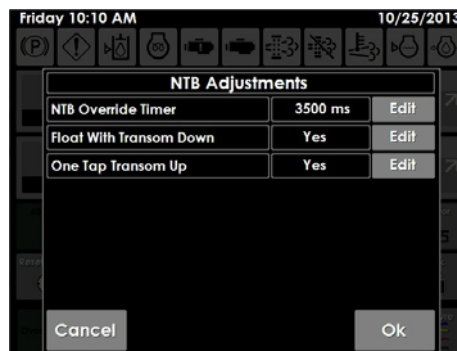 Friday 10:10 AM 10/25/2013
NTB Adjustments
NTB Override Timer 3500 ms Edit
Float With Transom Down Yes Edit
One Tap Transom Up Yes Edit
Cancel Ok